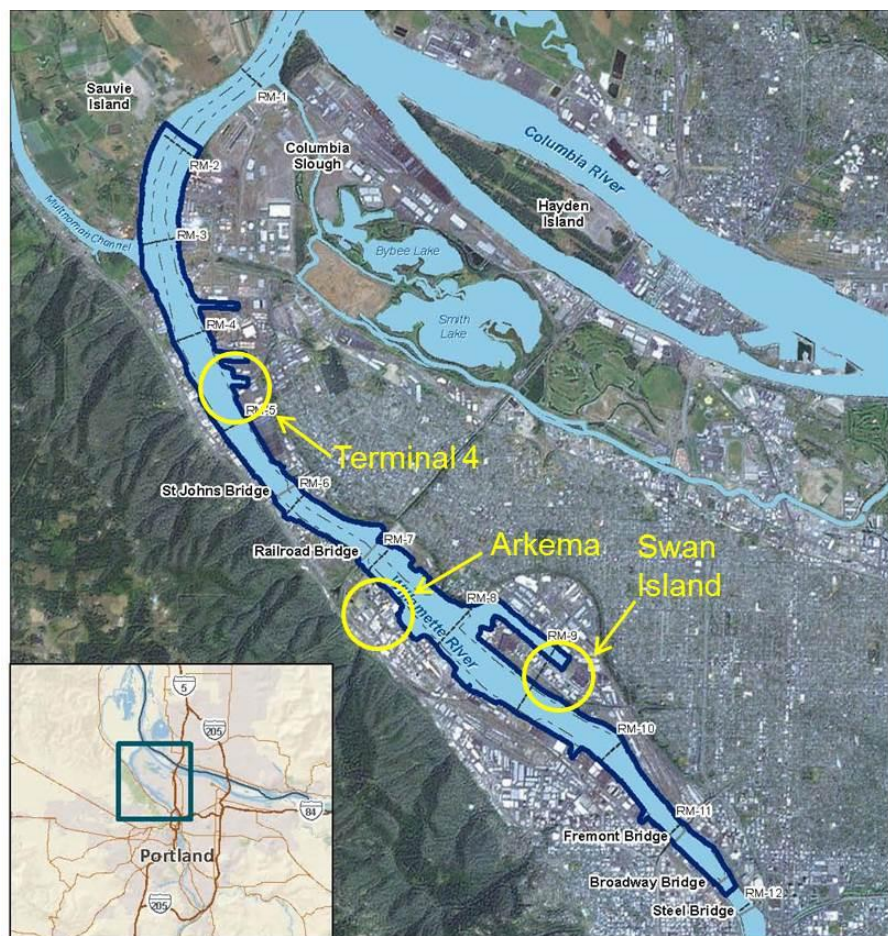 RM-1
Sauvie
Island
Columbia
Slough
Columbia River
RM-2
Multnomah Channel
Hayden
Island
RM-3
Bybee Lake
Smith
Lake
RM-4
RM-5
Terminal 4
RM-6
St Johns Bridge
RM-7
Railroad Bridge
Arkema
Swan
Island
RM-8
Willamette River
RM-9
RM-10
RM-11
Fremont Bridge
Broadway Bridge
RM-12
Steel Bridge
5
205
84
Portland
205